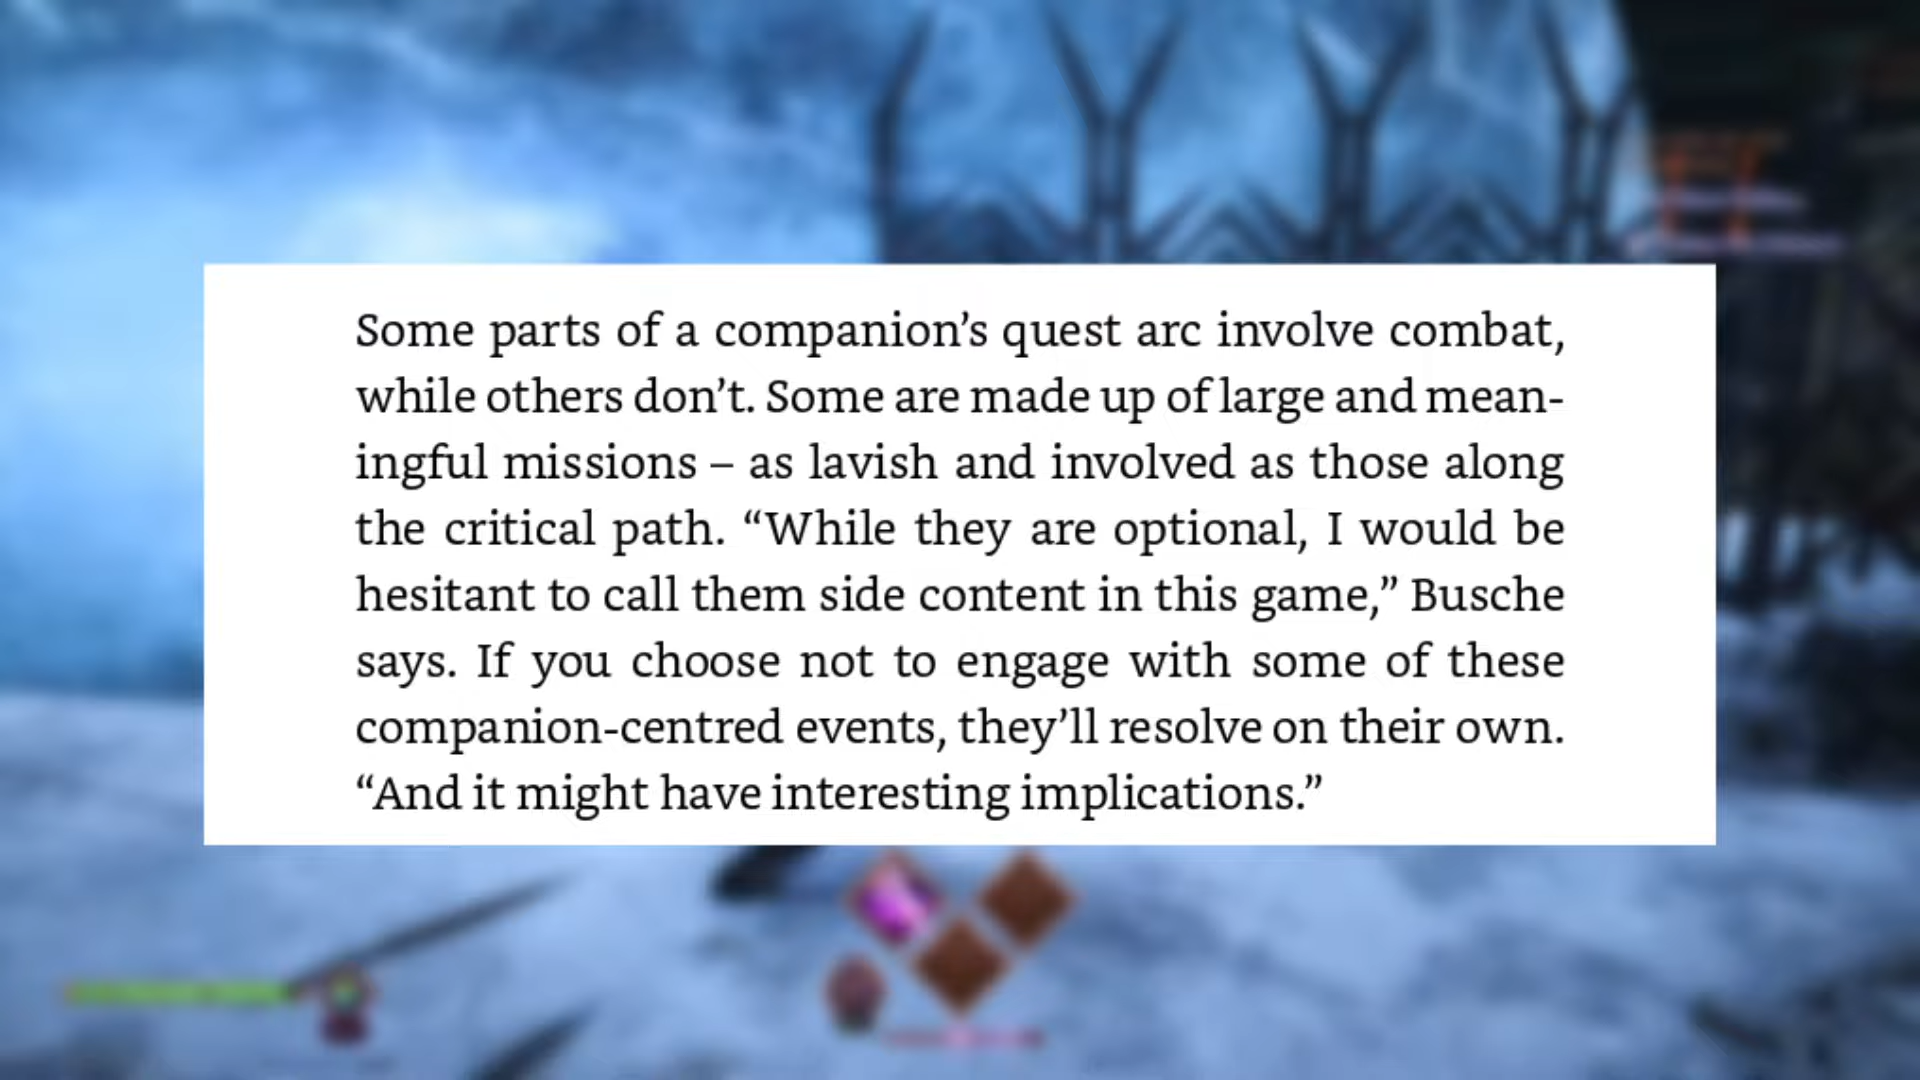 Some parts of a companion’s quest arc involve combat,
while others don’t. Some are made up of large and mean-
ingful missions – as lavish and involved as those along
the critical path. “While they are optional, I would be
hesitant to call them side content in this game,” Busche
says. If you choose not to engage with some of these
companion-centred events, they’ll resolve on their own.
“And it might have interesting implications.”